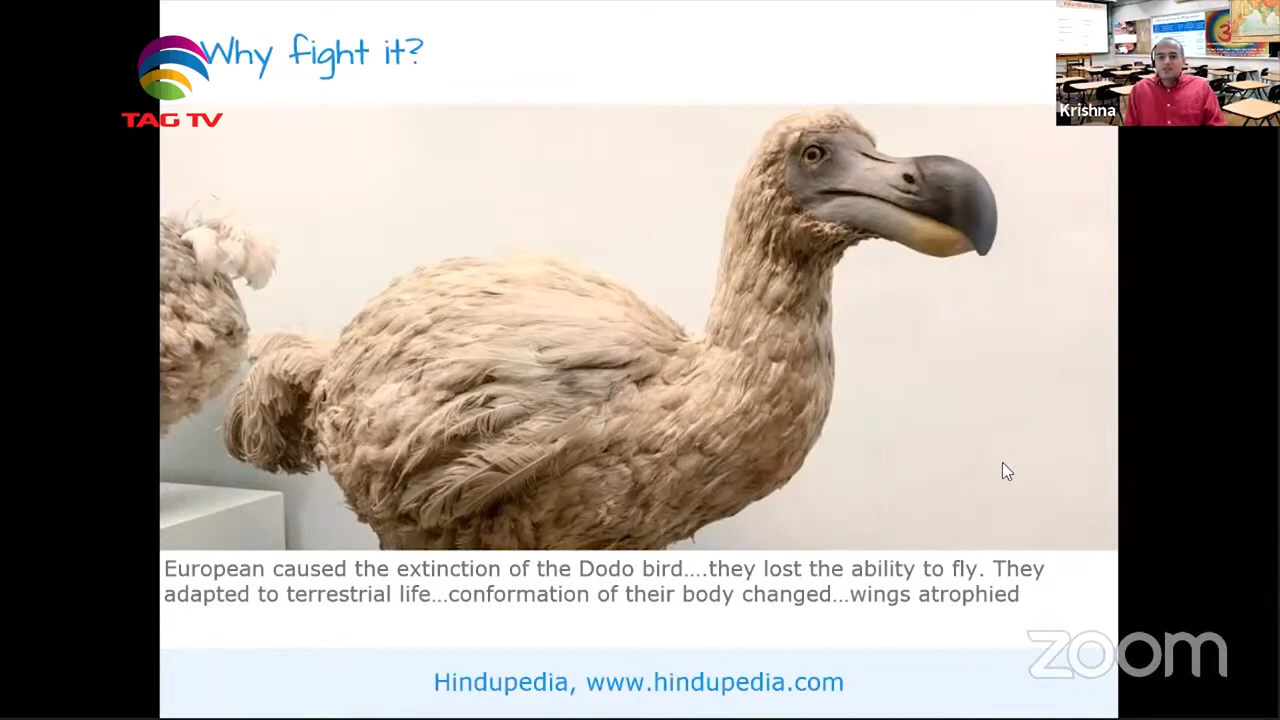 Why fight it?
TAG TV
Krishna
3
European caused the extinction of the Dodo bird....they lost the ability to fly. They
adapted to terrestrial life...conformation of their body changed...wings atrophied
zoom
Hindupedia, www.hindupedia.com